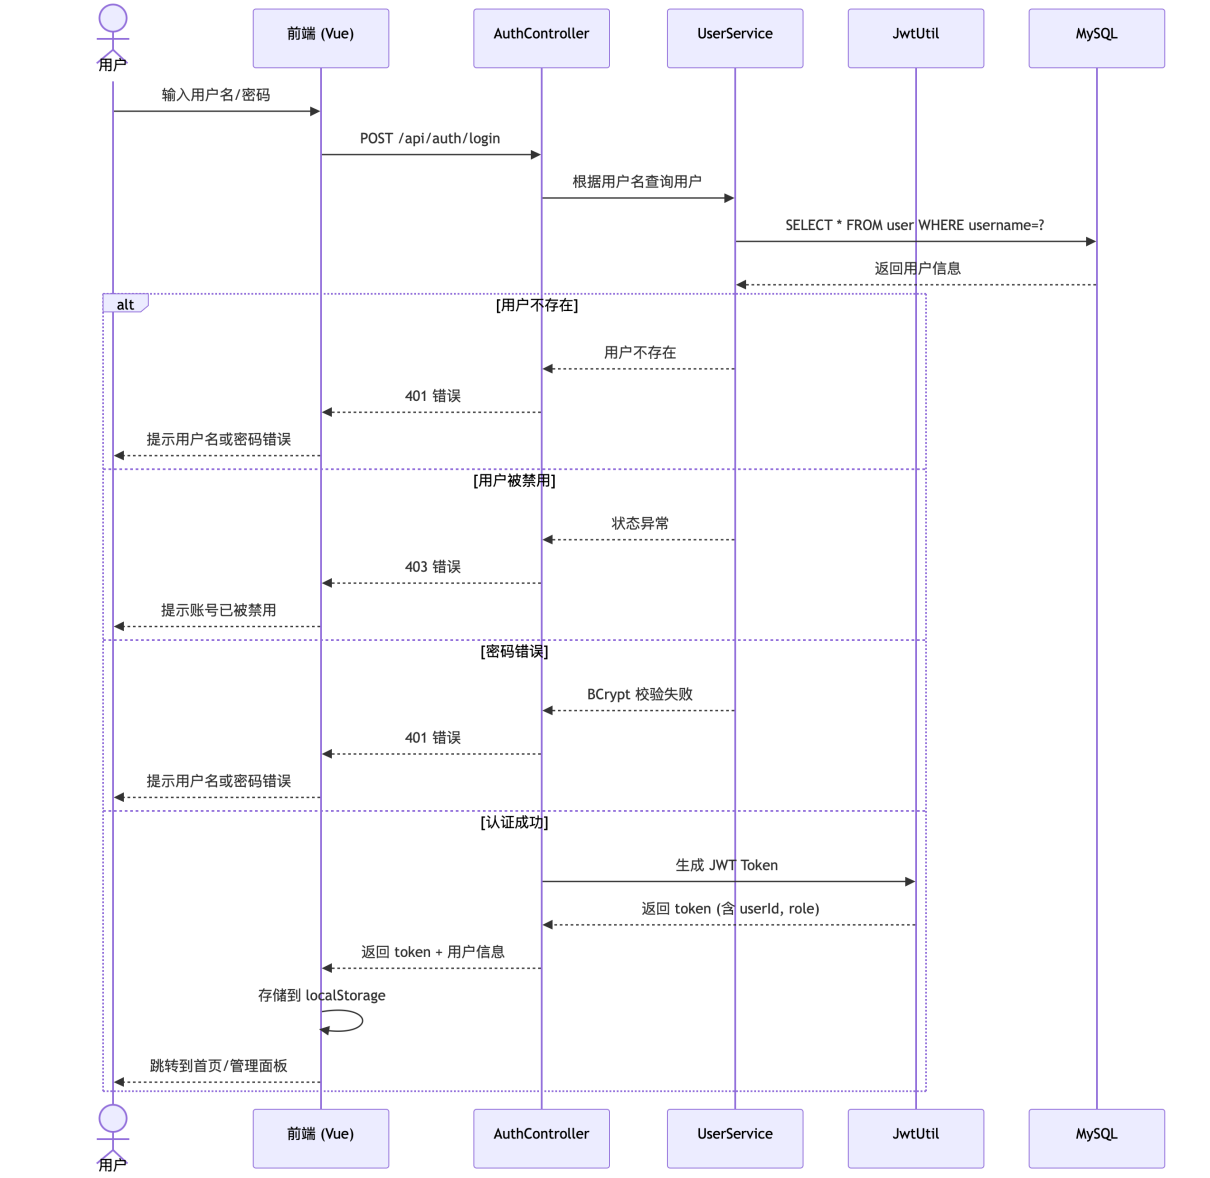 用户
前端 (Vue)
AuthController
UserService
JwtUtil
MySQL
输入用户名/密码
POST /api/auth/login
根据用户名查询用户
SELECT * FROM user WHERE username=?
返回用户信息
alt
[用户不存在]
用户不存在
401 错误
提示用户名或密码错误
[用户被禁用]
状态异常
403 错误
提示账号已被禁用
[密码错误]
BCrypt 校验失败
401 错误
提示用户名或密码错误
[认证成功]
生成 JWT Token
返回 token (含 userId, role)
返回 token + 用户信息
存储到 localStorage
跳转到首页/管理面板
用户
前端 (Vue)
AuthController
UserService
JwtUtil
MySQL